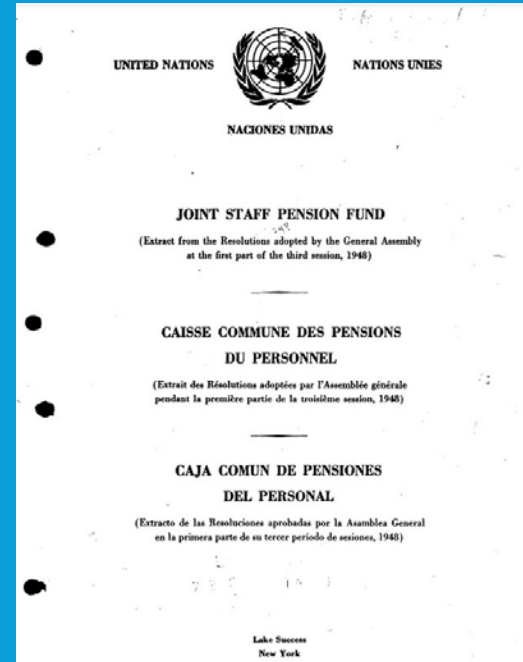 UNITED NATIONS
NATIONS UNIES
NACIONES UNIDAS
JOINT STAFF PENSION FUND
(Extract from the Resolutions adopted by the General Assembly
at the first part of the third session, 1948)
CAISSE COMMUNE DES PENSIONS
DU PERSONNEL
(Extrait des Résolutions adoptées par l'Assemblée générale
pendant la première partie de la troisième session, 1948)
CAJA COMUN DE PENSIONES
DEL PERSONAL
(Extracto de las Resoluciones aprobadas por la Asamblea General
en la primera parte de su tercer período de sesiones, 1948)
Lake Success
New York